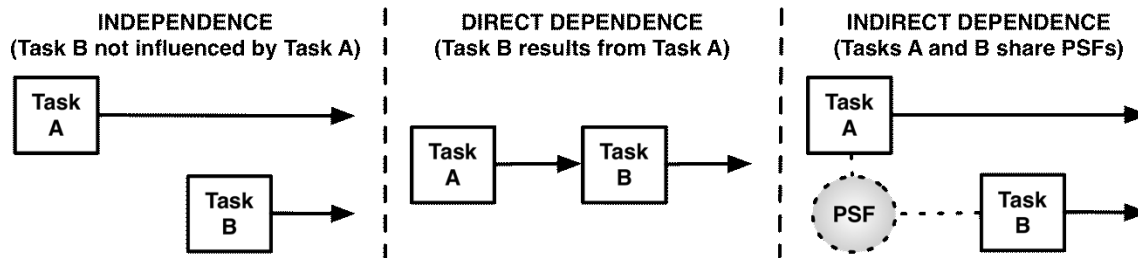 INDEPENDENCE
(Task B not influenced by Task A)
Task
A
Task
B
DIRECT DEPENDENCE
(Task B results from Task A)
Task
A
Task
B
INDIRECT DEPENDENCE
(Tasks A and B share PSFs)
Task
A
PSF
Task
B